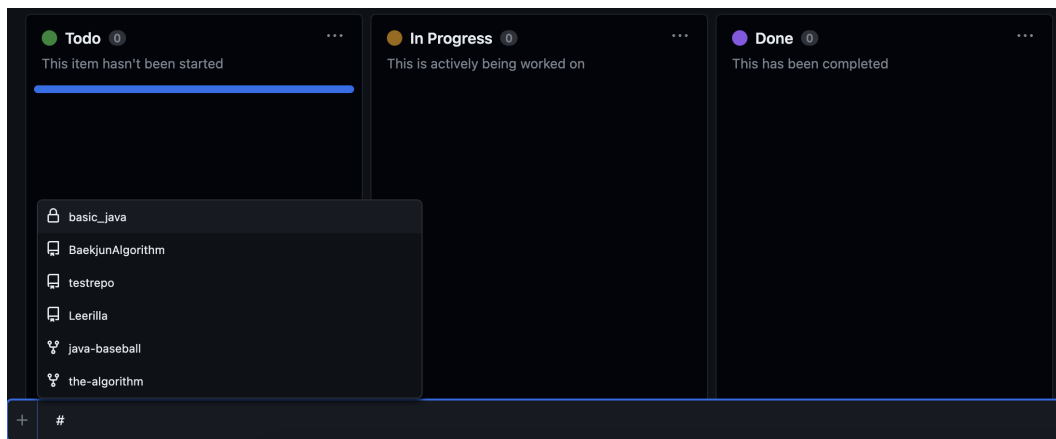 Todo 0
This item hasn't been started
In Progress 0
This is actively being worked on
Done 0
This has been completed
basic_java
BaekjunAlgorithm
testrepo
Leerilla
java-baseball
the-algorithm
#